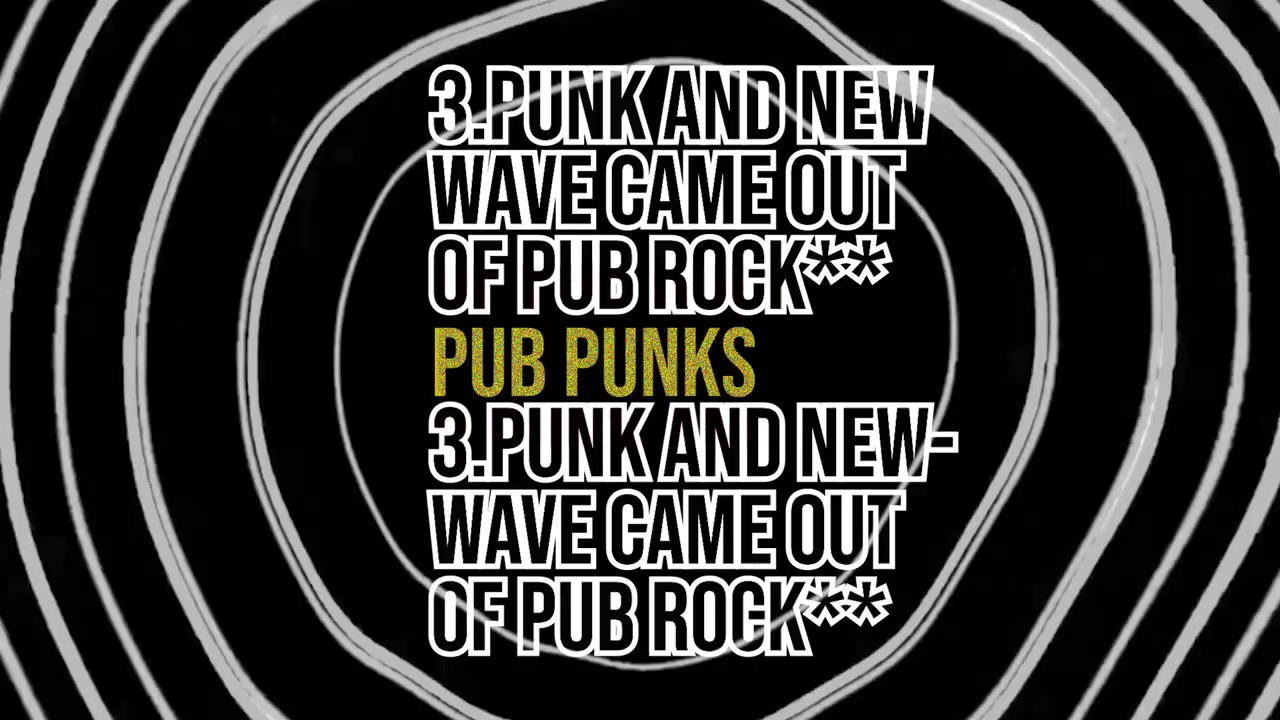 3.PUNK AND NEW
WAVE CAME OUT
OF PUB ROCK**
PUB PUNKS
3.PUNK AND NEW-
WAVE CAME OUT
OF PUB ROCK**